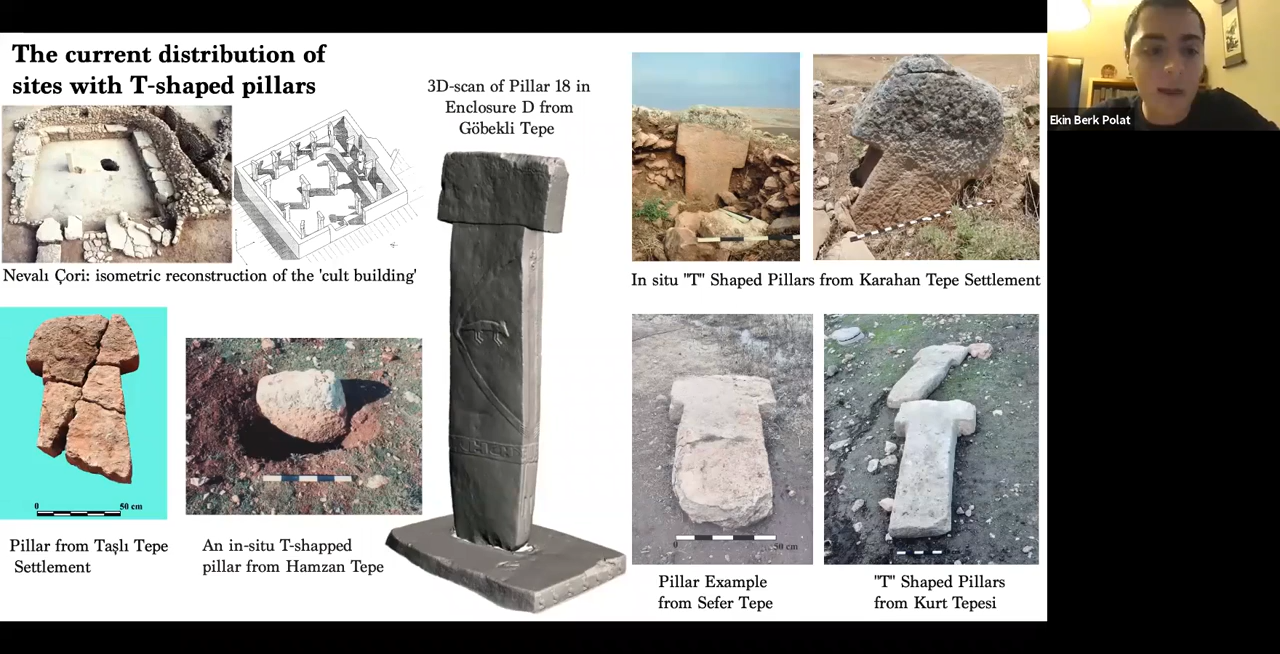 The current distribution of
sites with T-shaped pillars
3D-scan of Pillar 18 in
Enclosure D from
Göbekli Tepe
Nevalı Çori: isometric reconstruction of the 'cult building'
In situ "T" Shaped Pillars from Karahan Tepe Settlement
Ekin Berk Polat
0 50 cm
Pillar from Taşlı Tepe
Settlement
An in-situ T-shapped
pillar from Hamzan Tepe
0 50 cm
Pillar Example
from Sefer Tepe
"T" Shaped Pillars
from Kurt Tepesi